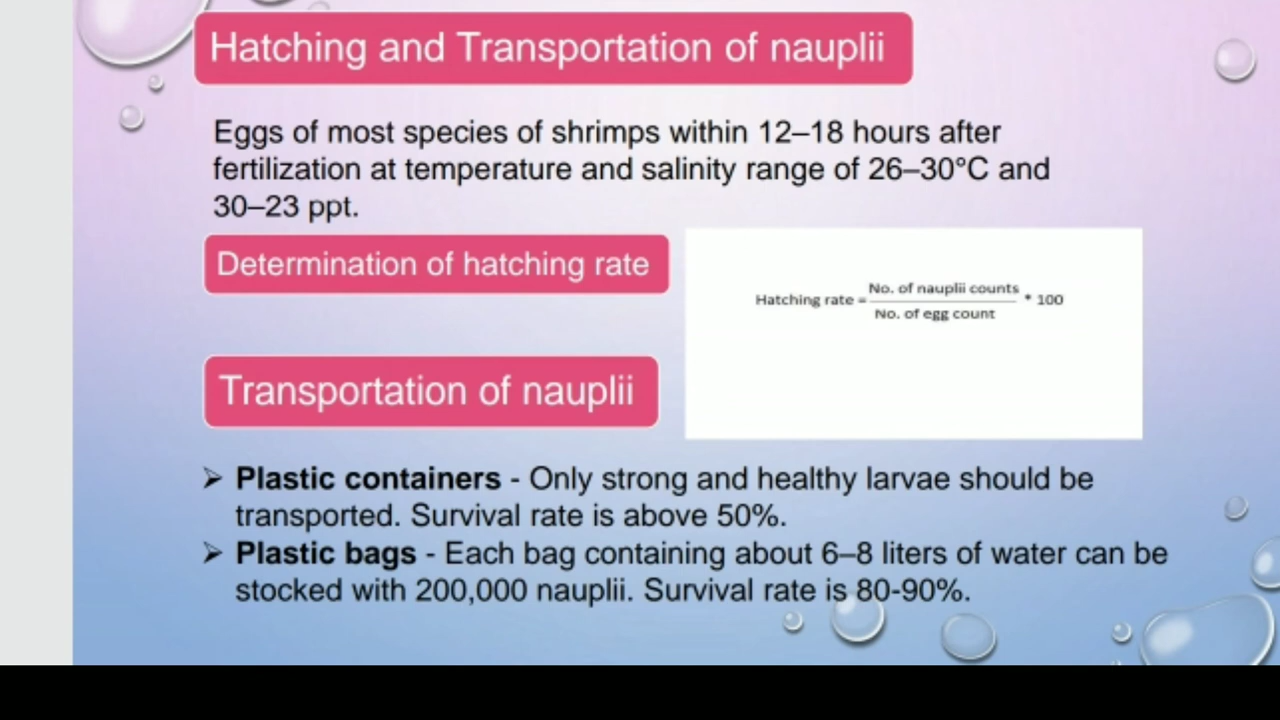 Hatching and Transportation of nauplii
Eggs of most species of shrimps within 12–18 hours after
fertilization at temperature and salinity range of 26–30°C and
30–23 ppt.
Determination of hatching rate
Hatching rate = No. of nauplii counts / No. of egg count * 100
Transportation of nauplii
➢ Plastic containers - Only strong and healthy larvae should be
transported. Survival rate is above 50%.
➢ Plastic bags - Each bag containing about 6–8 liters of water can be
stocked with 200,000 nauplii. Survival rate is 80-90%.